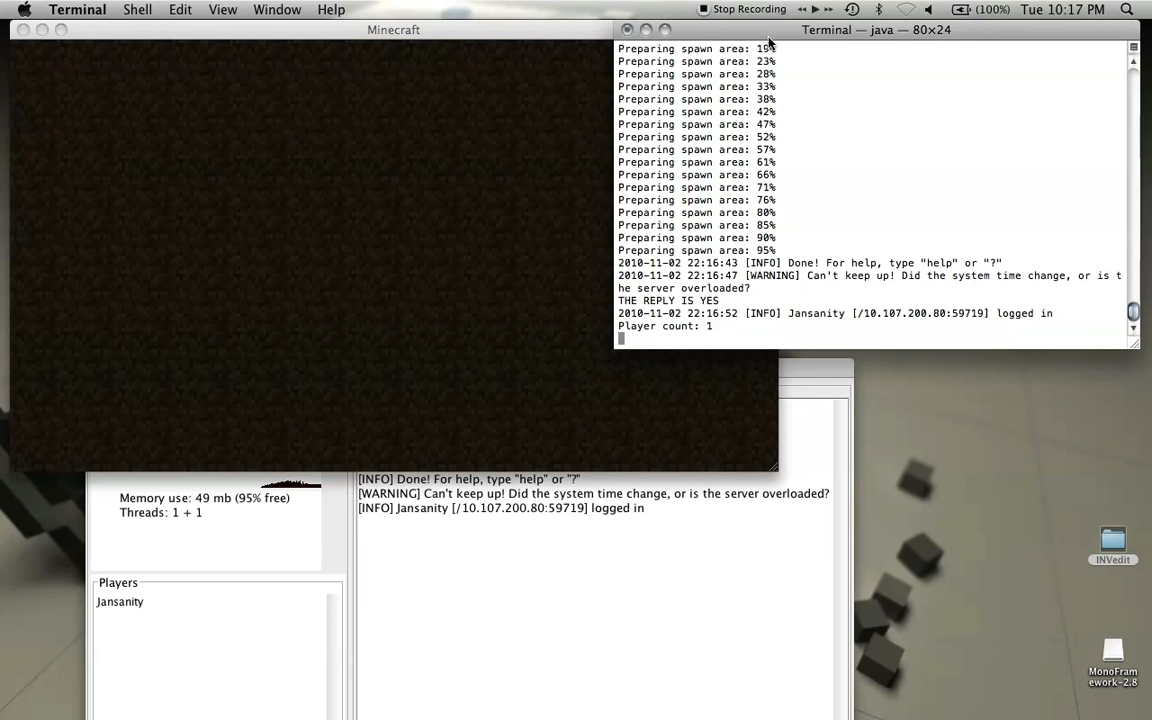 Terminal Shell Edit View Window Help Stop Recording (100%) Tue 10:17 PM
Minecraft
Terminal — java — 80×24
Preparing spawn area: 19%
Preparing spawn area: 23%
Preparing spawn area: 28%
Preparing spawn area: 33%
Preparing spawn area: 38%
Preparing spawn area: 42%
Preparing spawn area: 47%
Preparing spawn area: 52%
Preparing spawn area: 57%
Preparing spawn area: 61%
Preparing spawn area: 66%
Preparing spawn area: 71%
Preparing spawn area: 76%
Preparing spawn area: 80%
Preparing spawn area: 85%
Preparing spawn area: 90%
Preparing spawn area: 95%
2010-11-02 22:16:43 [INFO] Done! For help, type "help" or "?"
2010-11-02 22:16:47 [WARNING] Can't keep up! Did the system time change, or is t
he server overloaded?
THE REPLY IS YES
2010-11-02 22:16:52 [INFO] Jansanity [/10.107.200.80:59719] logged in
Player count: 1
Memory use: 49 mb (95% free)
Threads: 1 + 1
Players
Jansanity
[INFO] Done! For help, type "help" or "?"
[WARNING] Can't keep up! Did the system time change, or is the server overloaded?
[INFO] Jansanity [/10.107.200.80:59719] logged in
INVedit
MonoFram
ework-2.8